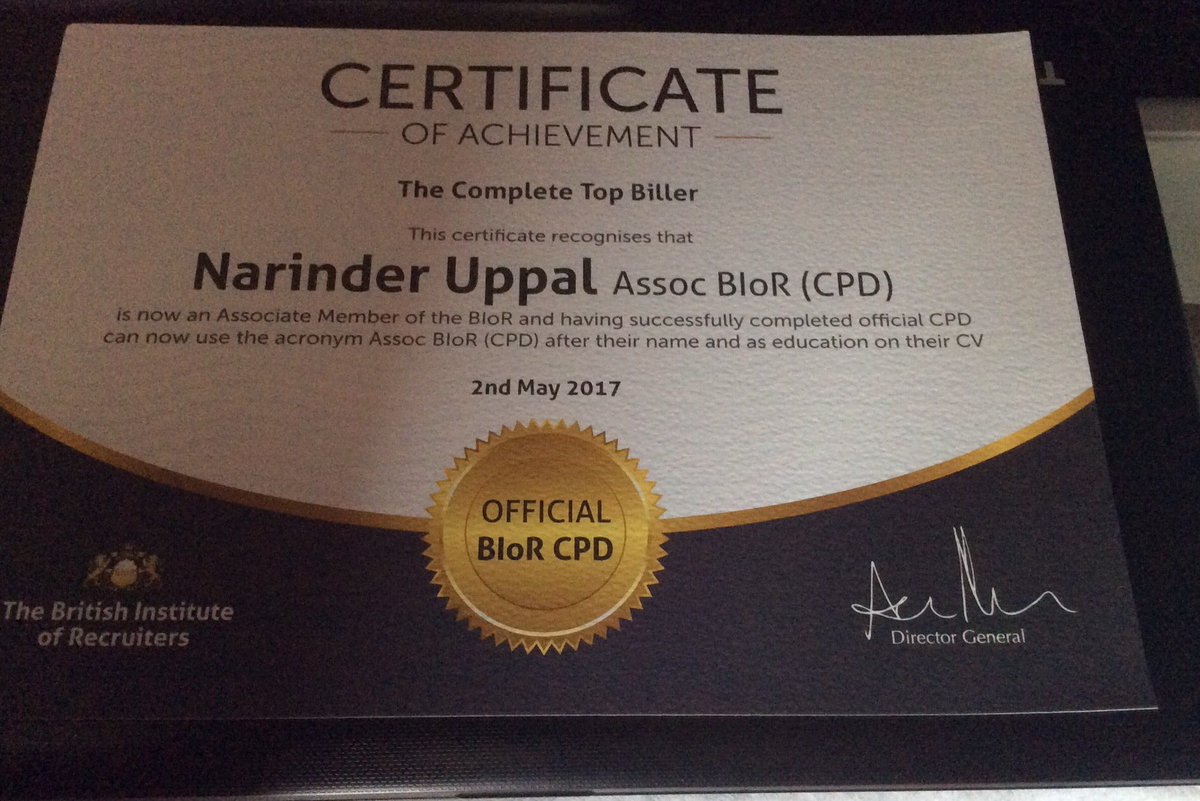 CERTIFICATE
OF ACHIEVEMENT
The Complete Top Biller
This certificate recognises that
Narinder Uppal Assoc BIoR (CPD)
is now an Associate Member of the BIoR and having successfully completed official CPD
can now use the acronym Assoc BIoR (CPD) after their name and as education on their CV
2nd May 2017
OFFICIAL
BIoR CPD
The British Institute
of Recruiters
Director General